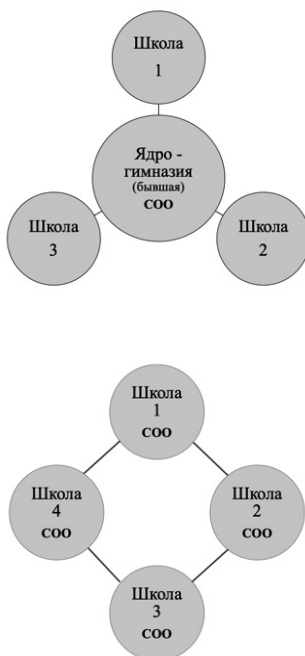 Школа
1
Ядро -
гимназия
(бывшая)
СОО
Школа
3
Школа
2
Школа
1
СОО
Школа
4
СОО
Школа
2
СОО
Школа
3
СОО